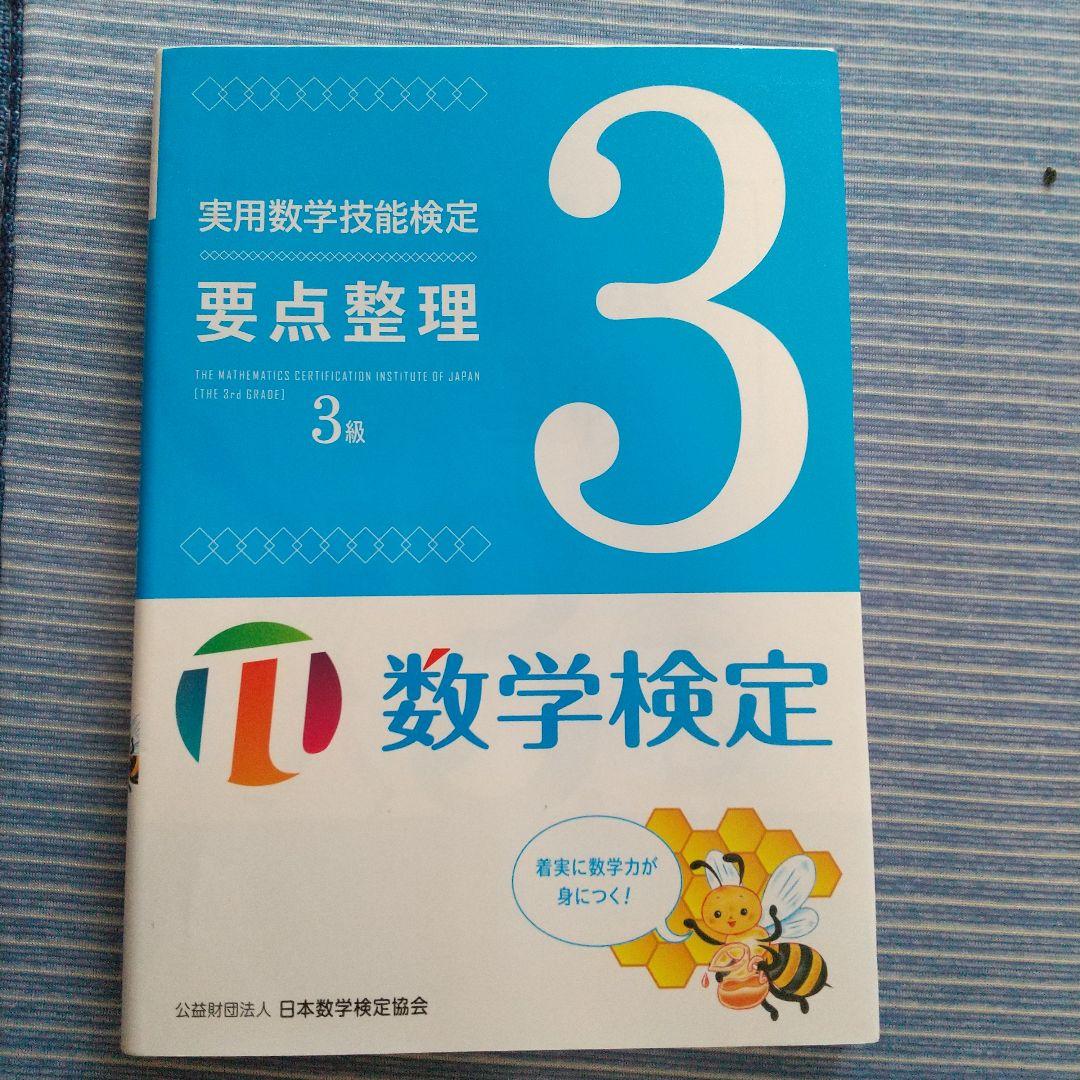 実用数学技能検定
要点整理
THE MATHEMATICS CERTIFICATION INSTITUTE OF JAPAN
[THE 3rd GRADE]
3級
3
数学検定
着実に数学力が
身につく!
公益財団法人 日本数学検定協会